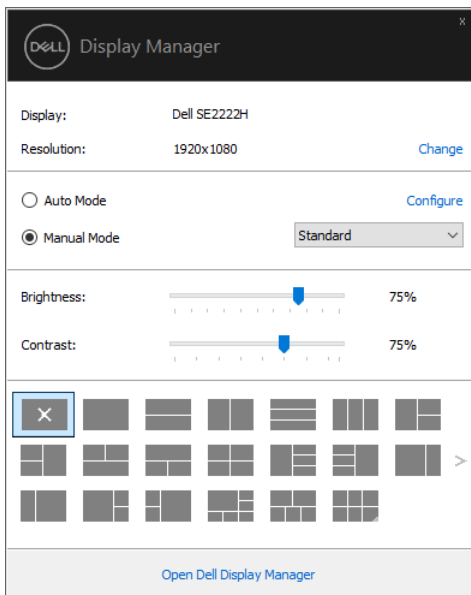 x
DELL Display Manager
Display: Dell SE2222H
Resolution: 1920x1080 Change
Auto Mode Configure
Manual Mode Standard
Brightness: 75%
Contrast: 75%
Open Dell Display Manager